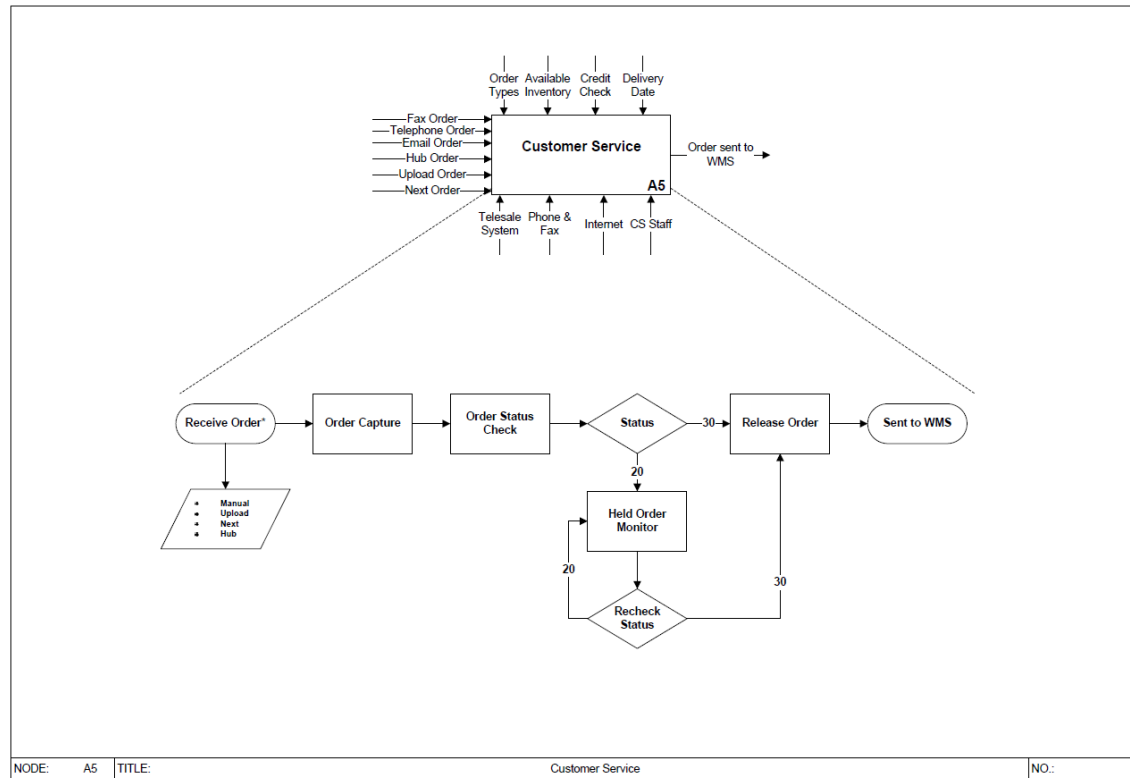 Order Types
Available Inventory
Credit Check
Delivery Date
Fax Order
Telephone Order
Email Order
Hub Order
Upload Order
Next Order
Customer Service
A5
Order sent to WMS
Telesale System
Phone & Fax
Internet
CS Staff
Receive Order*
Order Capture
Order Status Check
Status
30
Release Order
Sent to WMS
20
Manual
Upload
Next
Hub
Held Order Monitor
20
30
Recheck Status
NODE: A5 TITLE: Customer Service NO.: